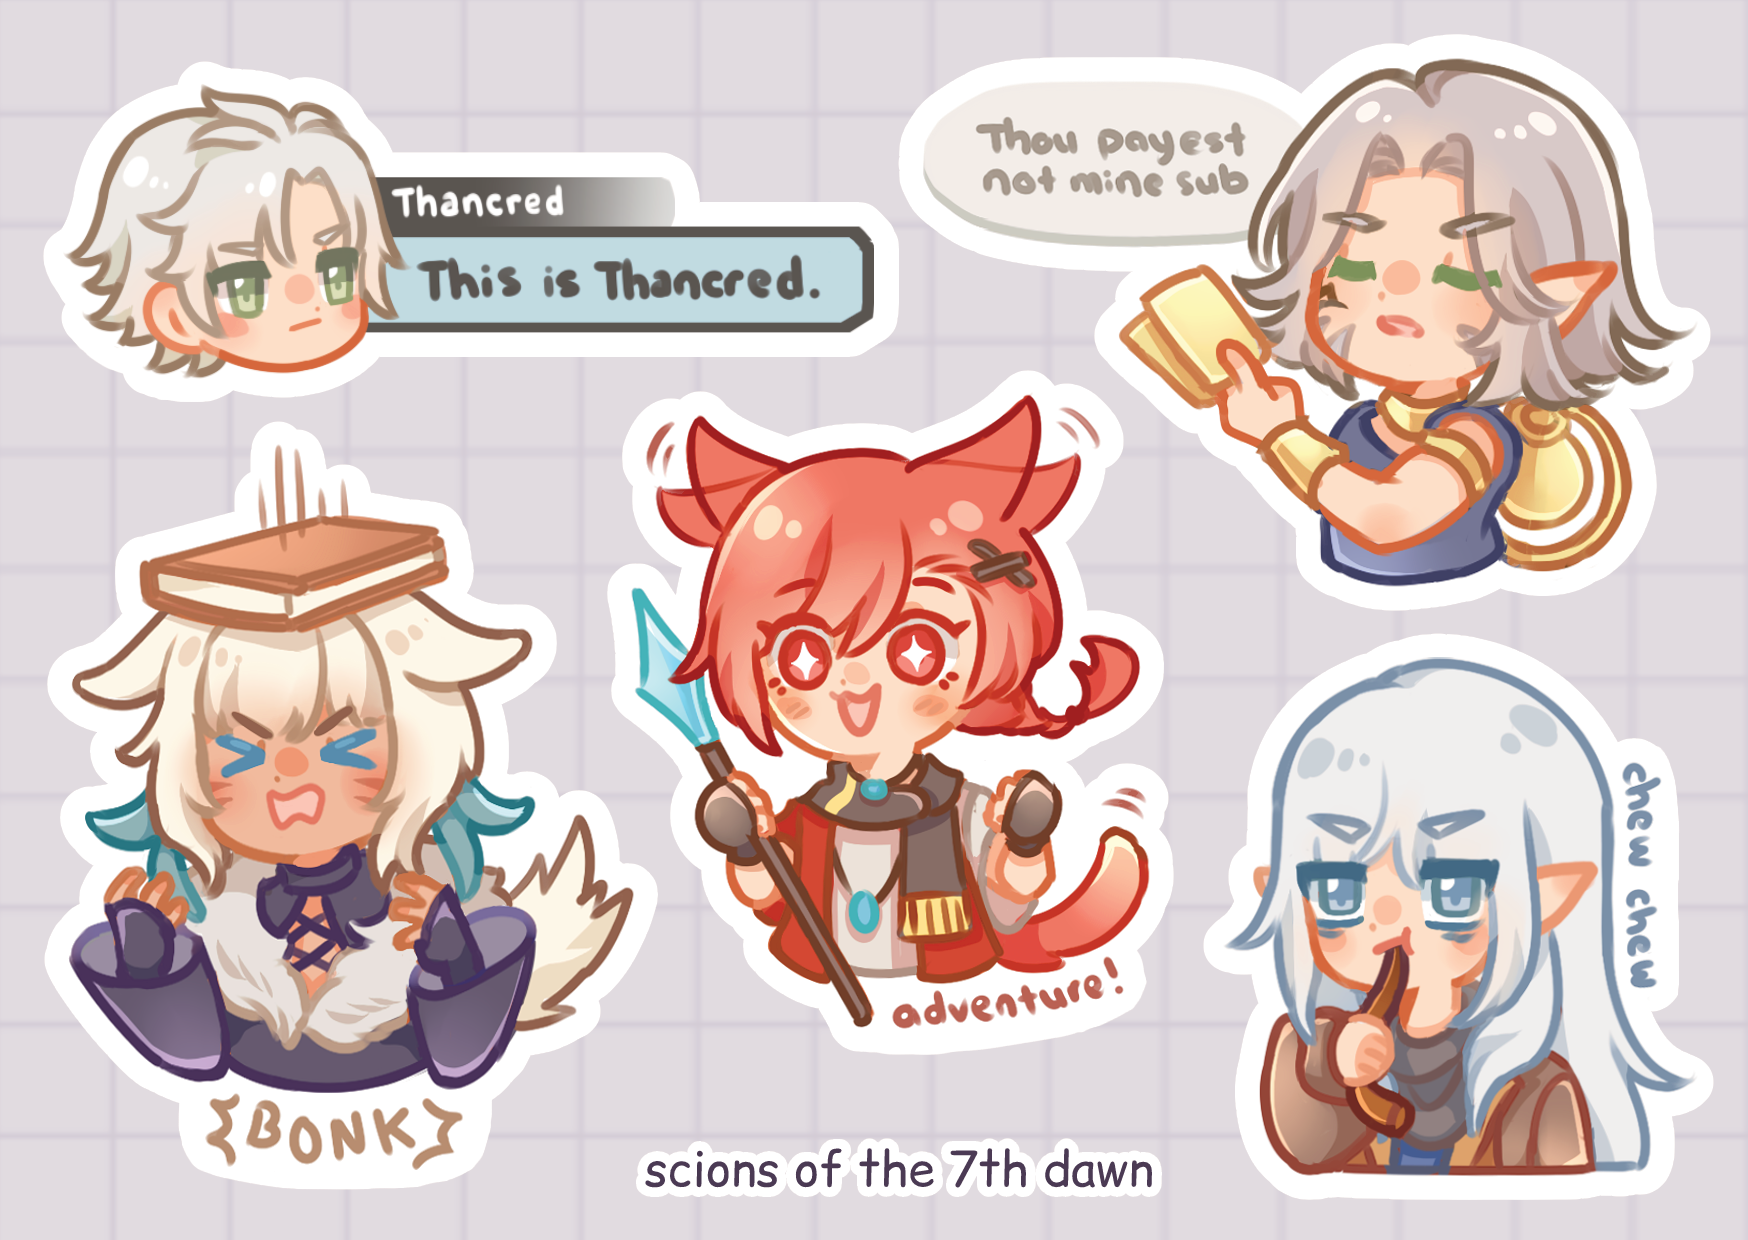 Thancred
This is Thancred.
Thou payest
not mine sub
adventure!
{BONK}
chew chew
scions of the 7th dawn